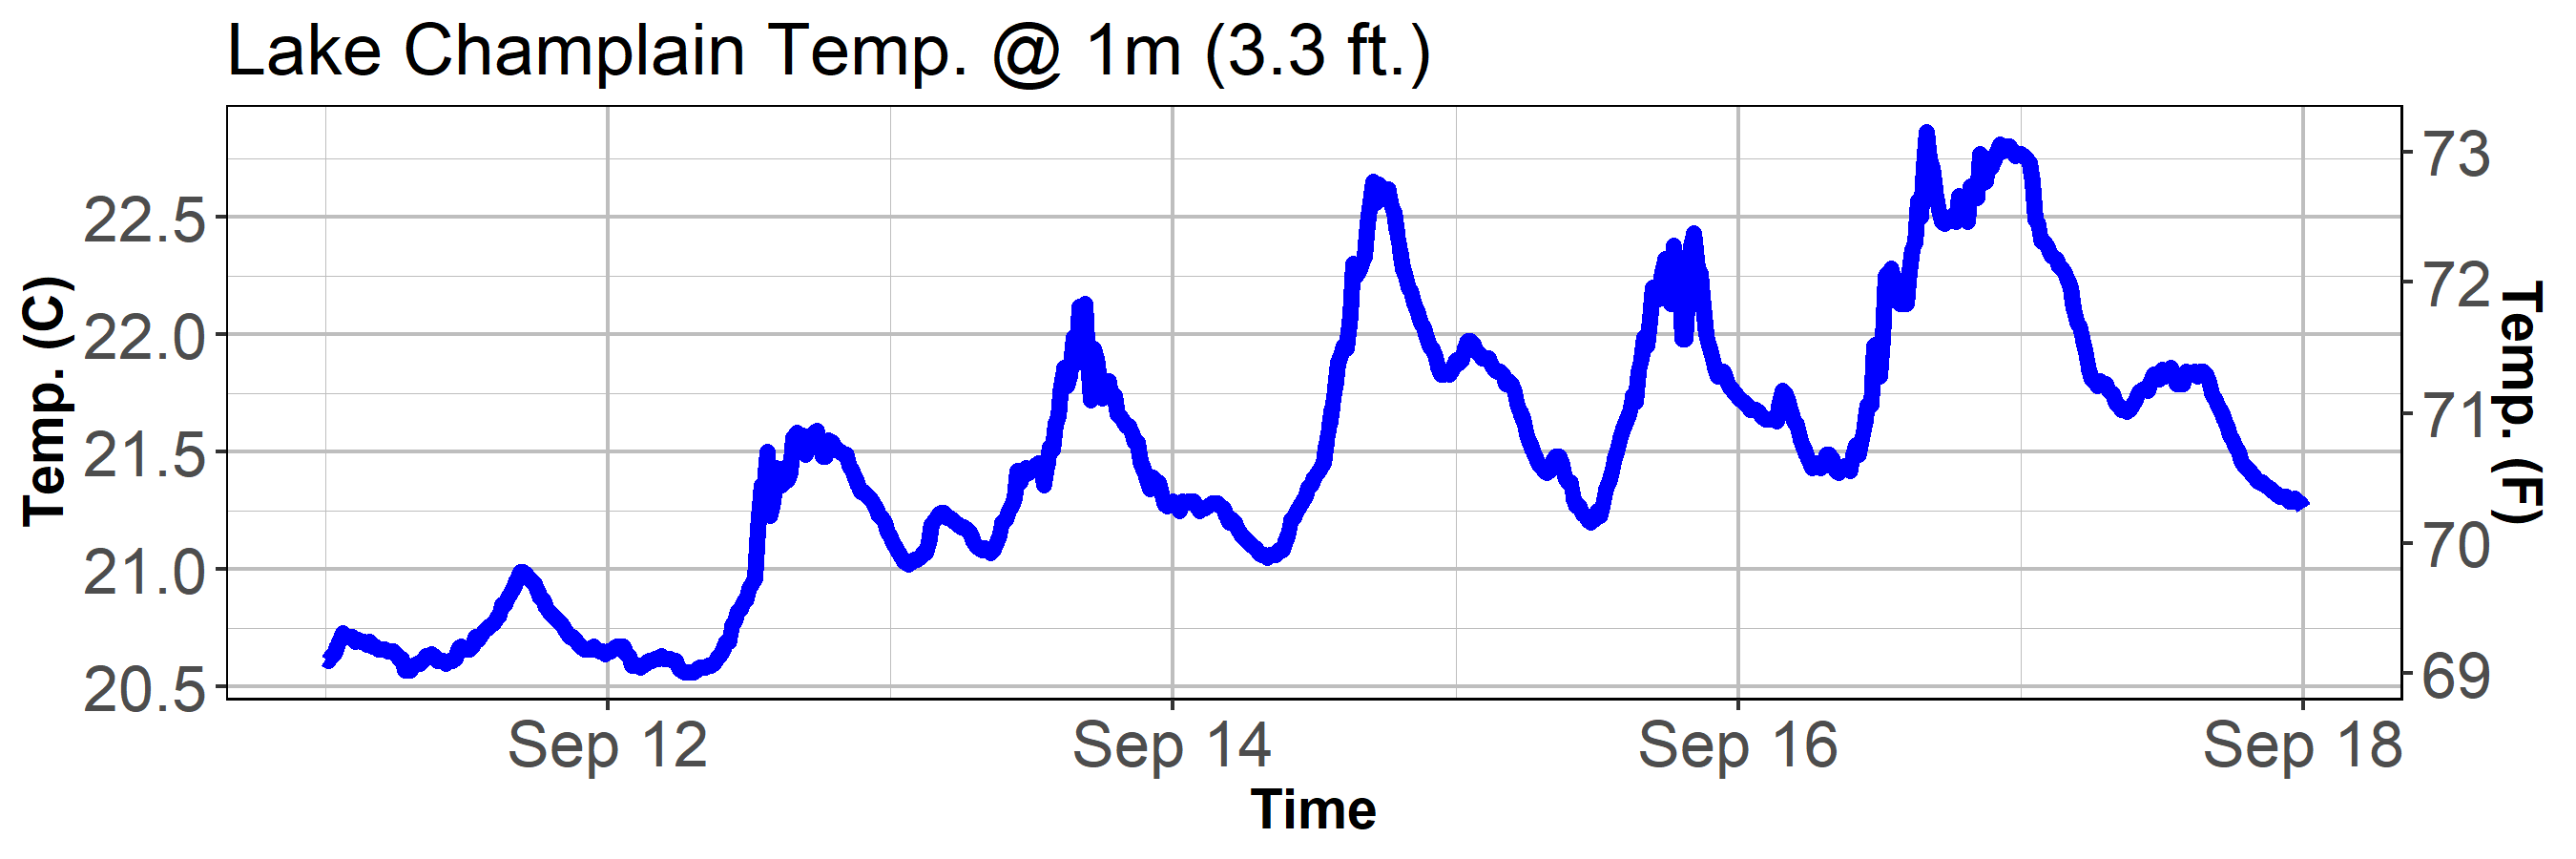 Lake Champlain Temp. @ 1m (3.3 ft.)
Temp. (C)
22.5
22.0
21.5
21.0
20.5
73
72
71
70
69
Temp. (F)
Sep 12 Sep 14 Sep 16 Sep 18
Time